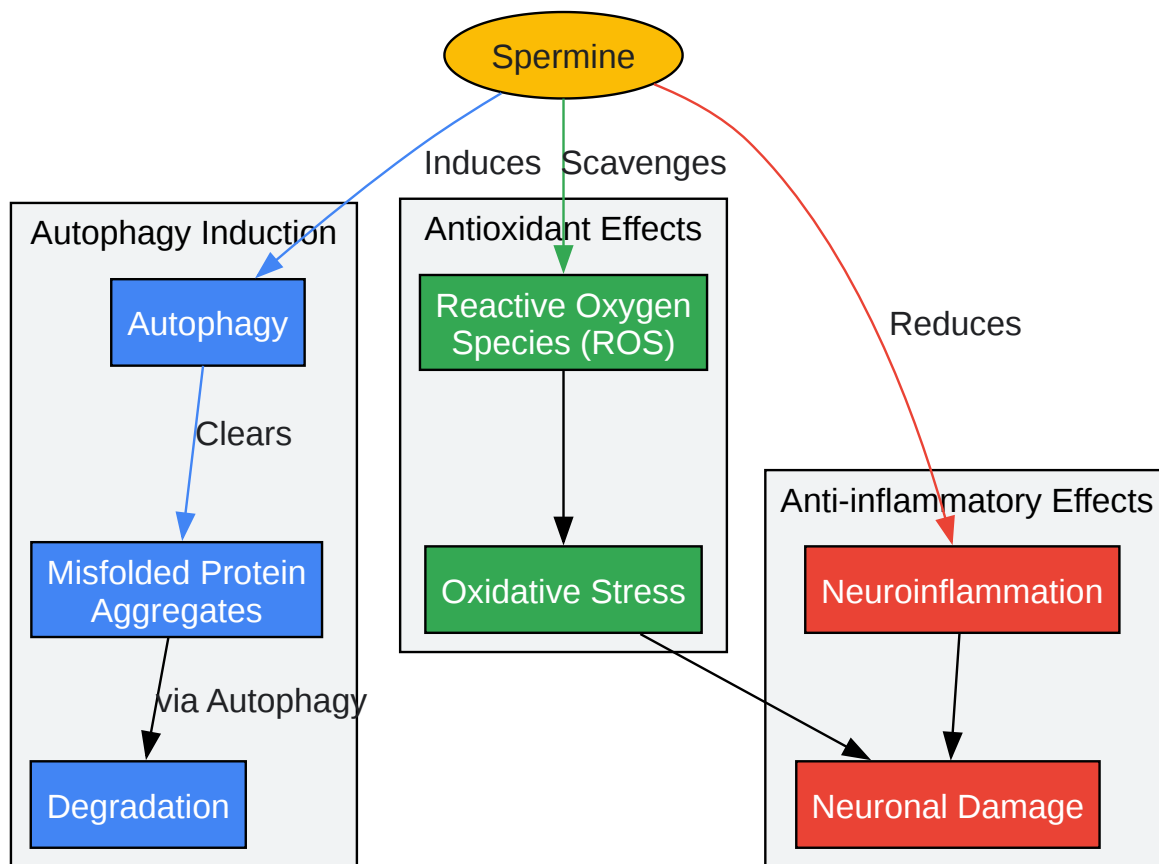 Spermine
Induces
Scavenges
Autophagy Induction
Antioxidant Effects
Autophagy
Reactive Oxygen
Species (ROS)
Reduces
Clears
Anti-inflammatory Effects
Misfolded Protein
Aggregates
Oxidative Stress
Neuroinflammation
via Autophagy
Degradation
Neuronal Damage